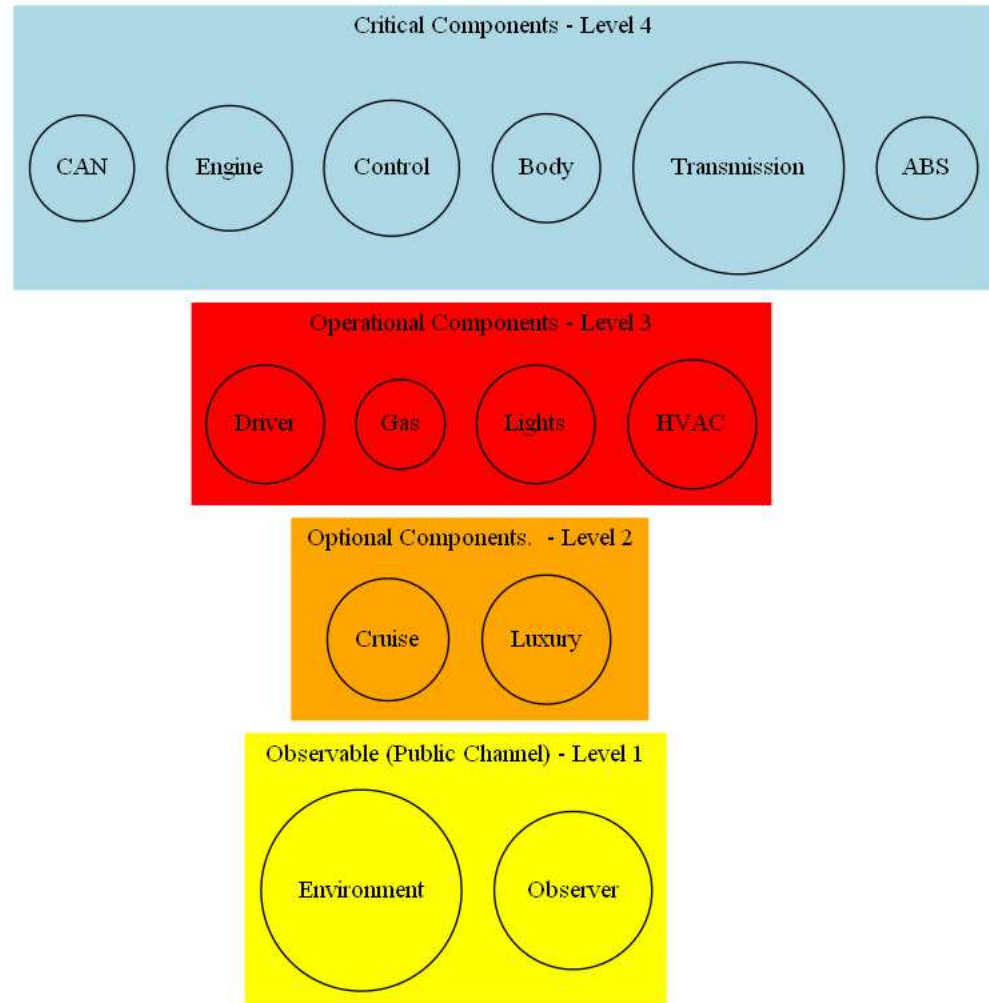 Critical Components - Level 4
CAN Engine Control Body Transmission ABS
Operational Components - Level 3
Driver Gas Lights HVAC
Optional Components.  - Level 2
Cruise Luxury
Observable (Public Channel) - Level 1
Environment Observer